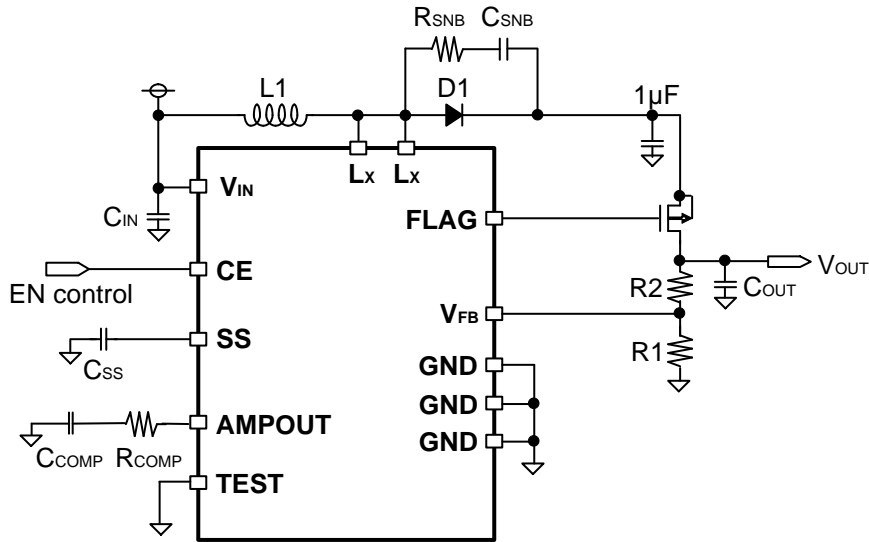 RSNB CSNB
L1 D1 1µF
LX LX
VIN
CIN
FLAG
CE
EN control
VOUT
R2 COUT
VFB
SS
CSS
R1
GND
GND
GND
AMPOUT
CCOMP RCOMP
TEST